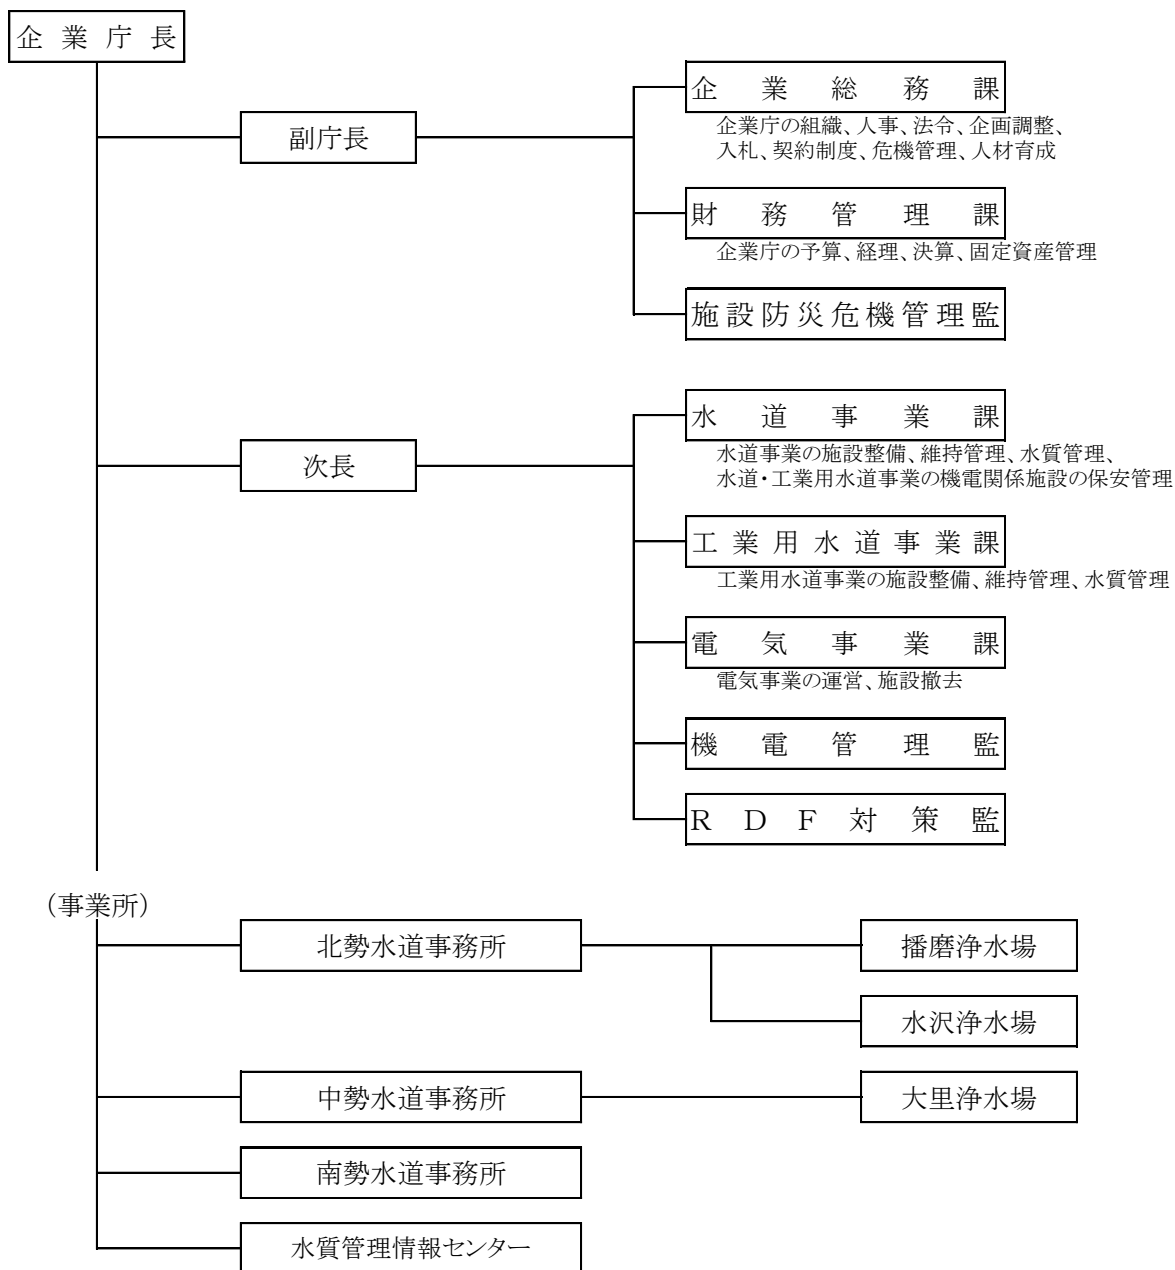 企業庁長
副庁長
企業総務課
企業庁の組織、人事、法令、企画調整、
入札、契約制度、危機管理、人材育成
財務管理課
企業庁の予算、経理、決算、固定資産管理
施設防災危機管理監
次長
水道事業課
水道事業の施設整備、維持管理、水質管理、
水道・工業用水道事業の機電関係施設の保安管理
工業用水道事業課
工業用水道事業の施設整備、維持管理、水質管理
電気事業課
電気事業の運営、施設撤去
機電管理監
RDF対策監
(事業所)
北勢水道事務所
播磨浄水場
水沢浄水場
中勢水道事務所
大里浄水場
南勢水道事務所
水質管理情報センター